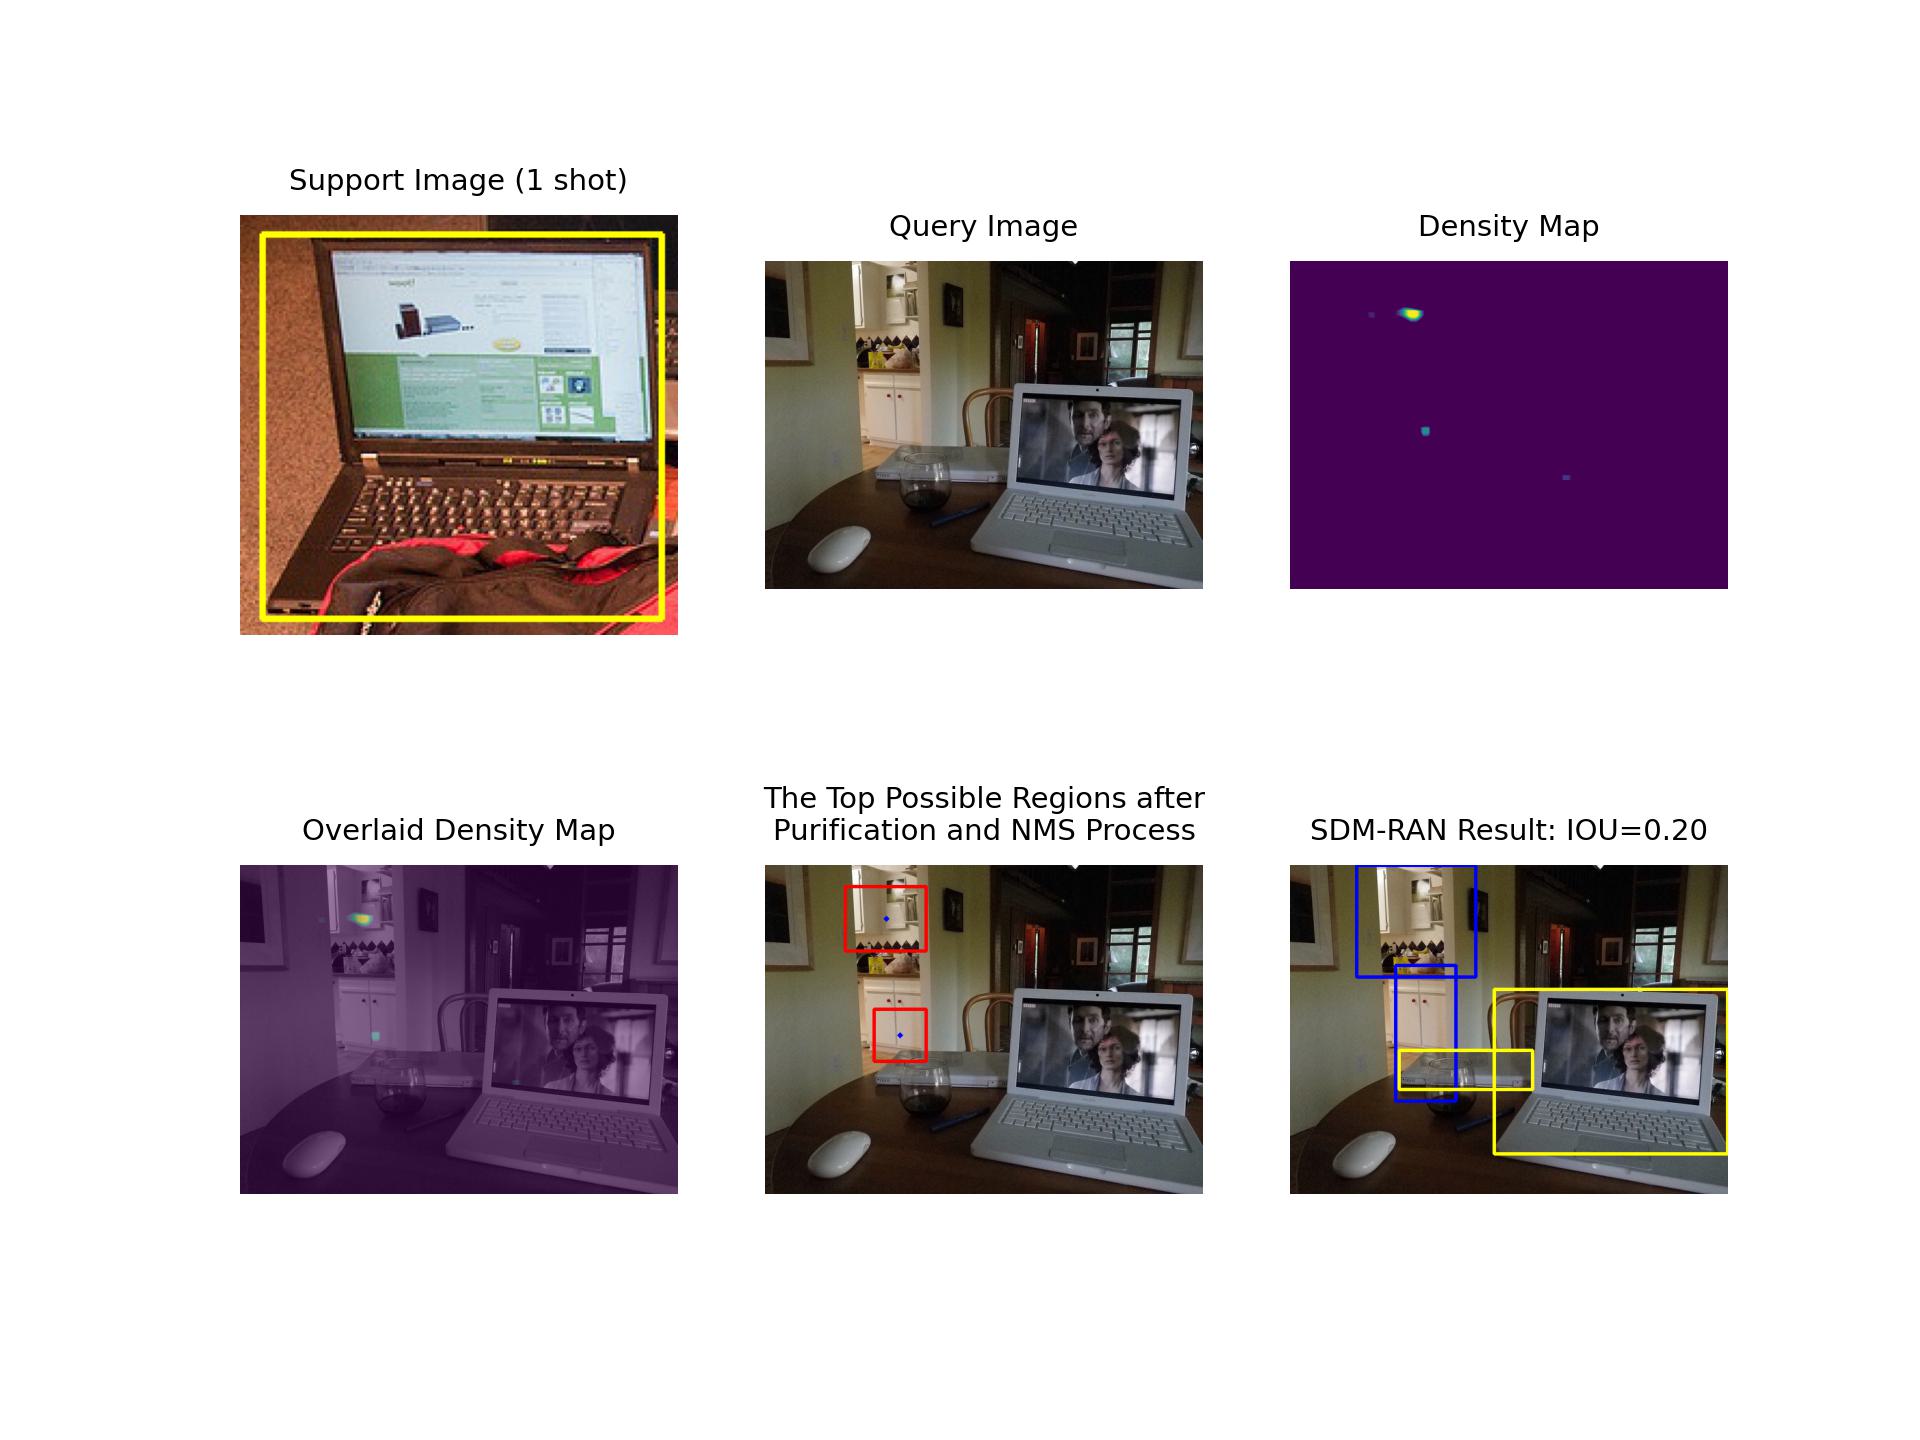 Support Image (1 shot)
Query Image
Density Map
Overlaid Density Map
The Top Possible Regions after
Purification and NMS Process
SDM-RAN Result: IOU=0.20
woot!